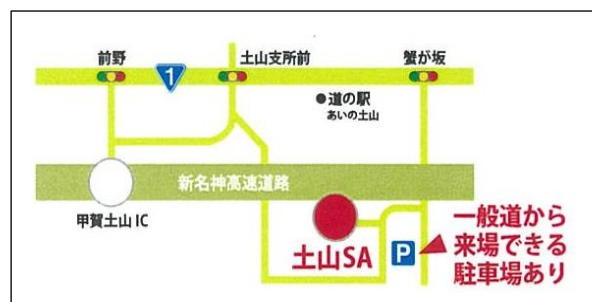 前野
1
土山支所前
蟹が坂
●道の駅
あいの土山
新名神高速道路
甲賀土山 IC
土山SA
P
一般道から
来場できる
駐車場あり